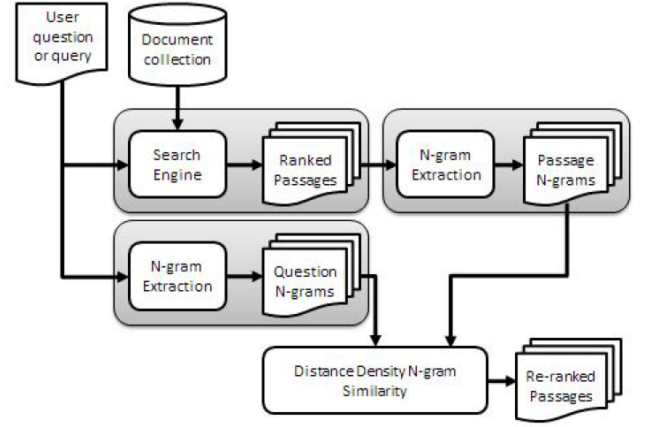 User
question
or query
Document
collection
Search
Engine
Ranked
Passages
N-gram
Extraction
Passage
N-grams
N-gram
Extraction
Question
N-grams
Distance Density N-gram
Similarity
Re-ranked
Passages